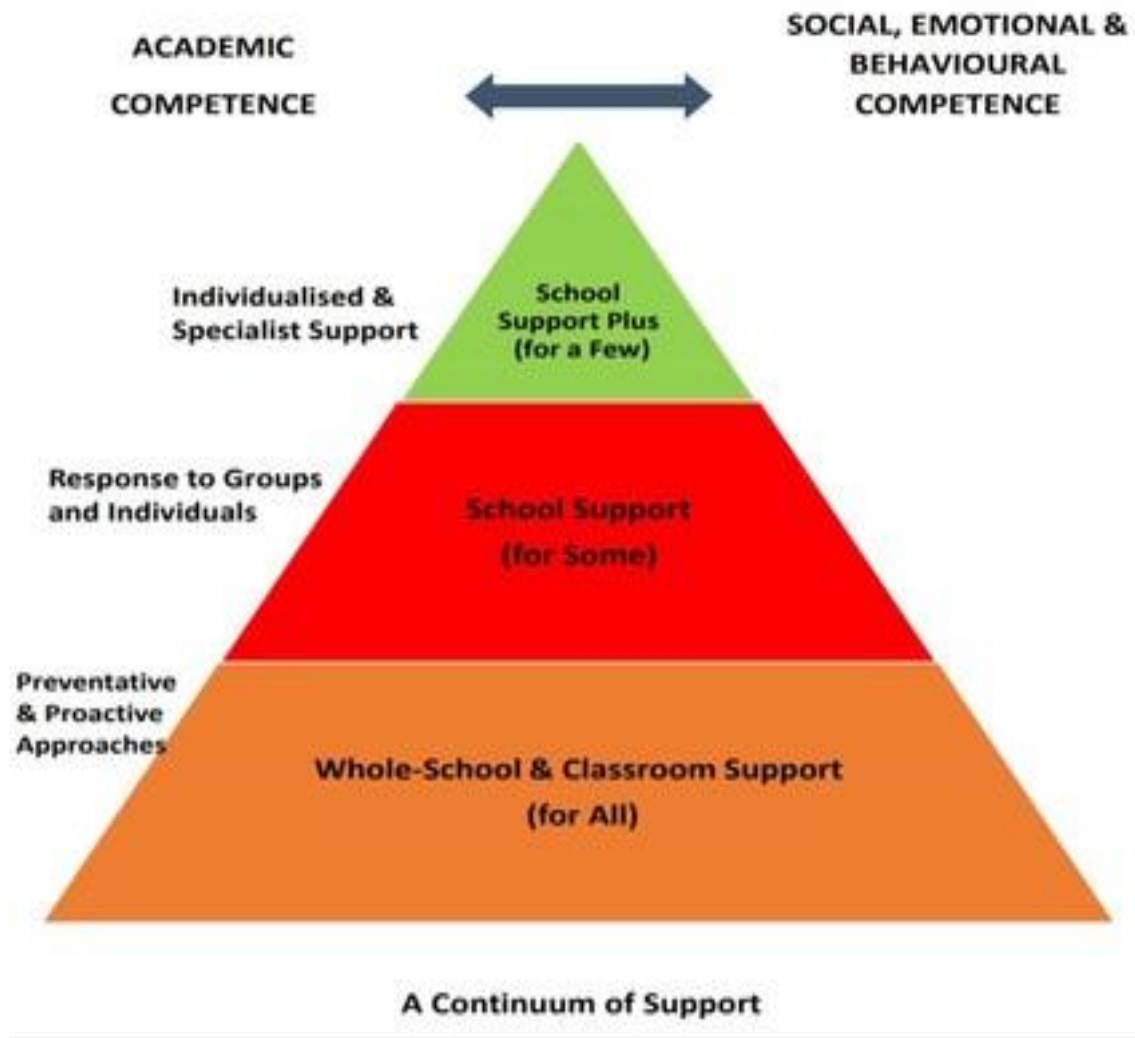 ACADEMIC
COMPETENCE
SOCIAL, EMOTIONAL &
BEHAVIOURAL
COMPETENCE
Individualised &
Specialist Support
School
Support Plus
(for a Few)
Response to Groups
and Individuals
School Support
(for Some)
Preventative
& Proactive
Approaches
Whole-School & Classroom Support
(for All)
A Continuum of Support